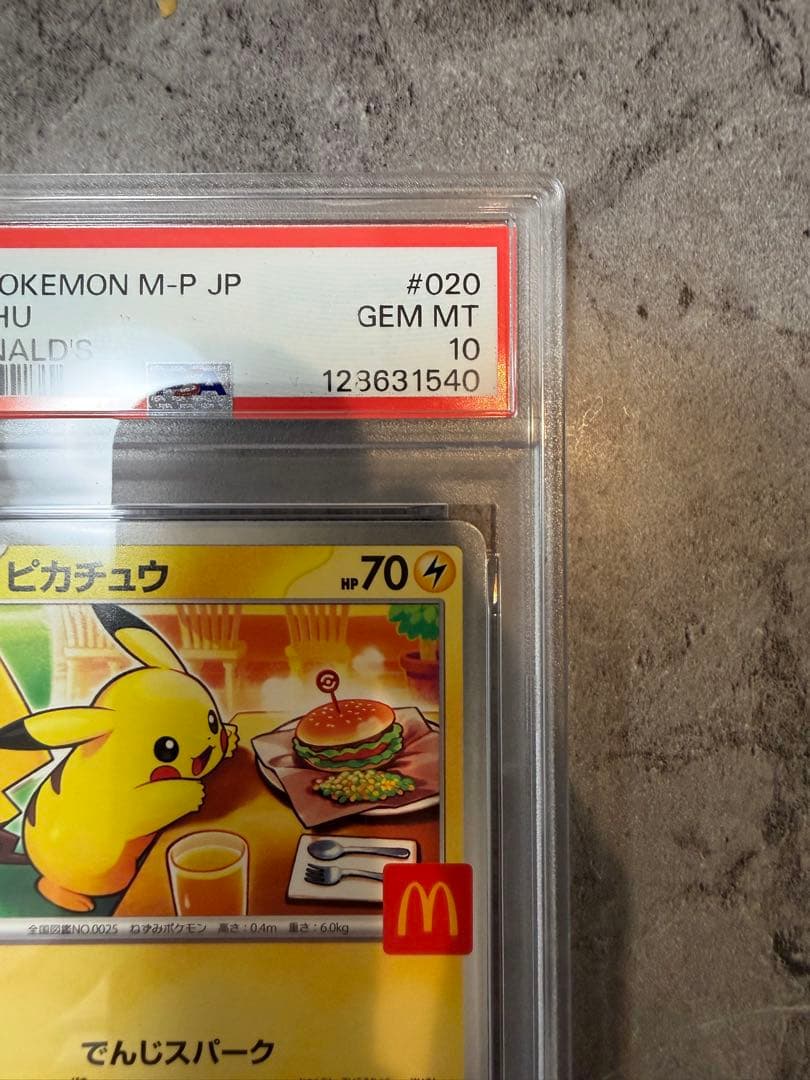 OKEMON M-P JP #020
HU GEM MT
NALD'S 10
PSA 128631540
ピカチュウ HP70
全国図鑑NO.0025 ねずみポケモン 高さ:0.4m 重さ:6.0kg
でんじスパーク